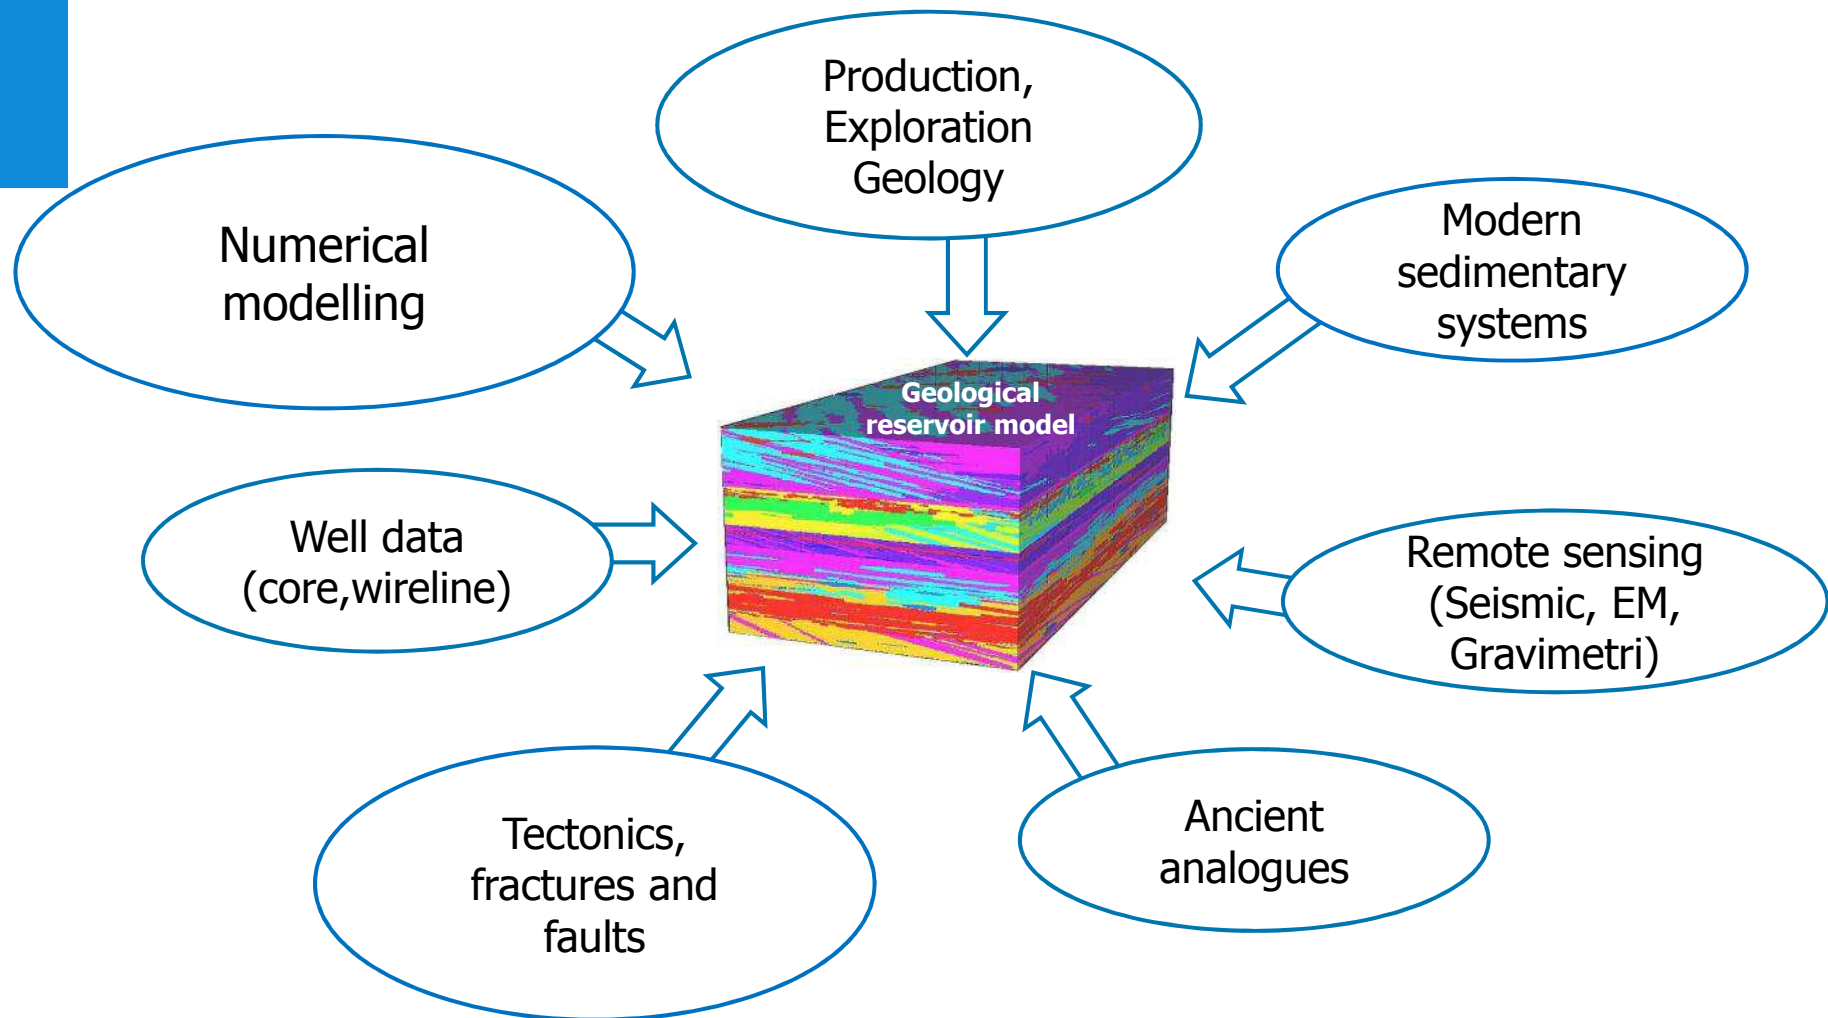 Production,
Exploration
Geology
Numerical
modelling
Modern
sedimentary
systems
Geological
reservoir model
Well data
(core,wireline)
Remote sensing
(Seismic, EM,
Gravimetri)
Tectonics,
fractures and
faults
Ancient
analogues